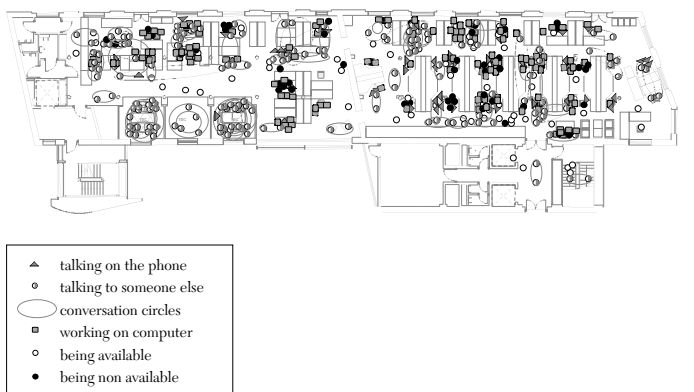 talking on the phone
talking to someone else
conversation circles
working on computer
being available
being non available